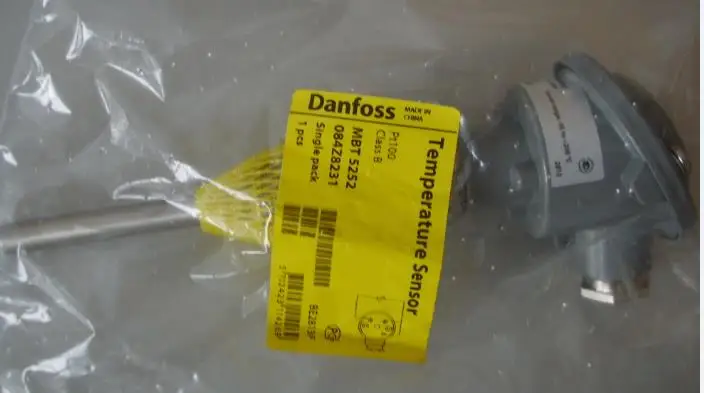 Danfoss
MADE IN
CHINA
Temperature Sensor
Pt100
Class B
MBT 5252
084Z8231
Single pack
1 pcs